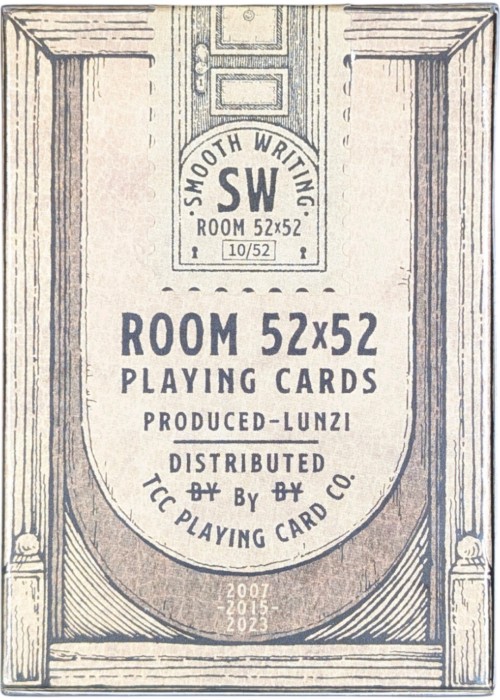 ·SMOOTH WRITING·
SW
ROOM 52x52
10/52
ROOM 52x52
PLAYING CARDS
PRODUCED-LUNZI
DISTRIBUTED
BY By BY
TCC PLAYING CARD CO.
2007
-2015-
2023